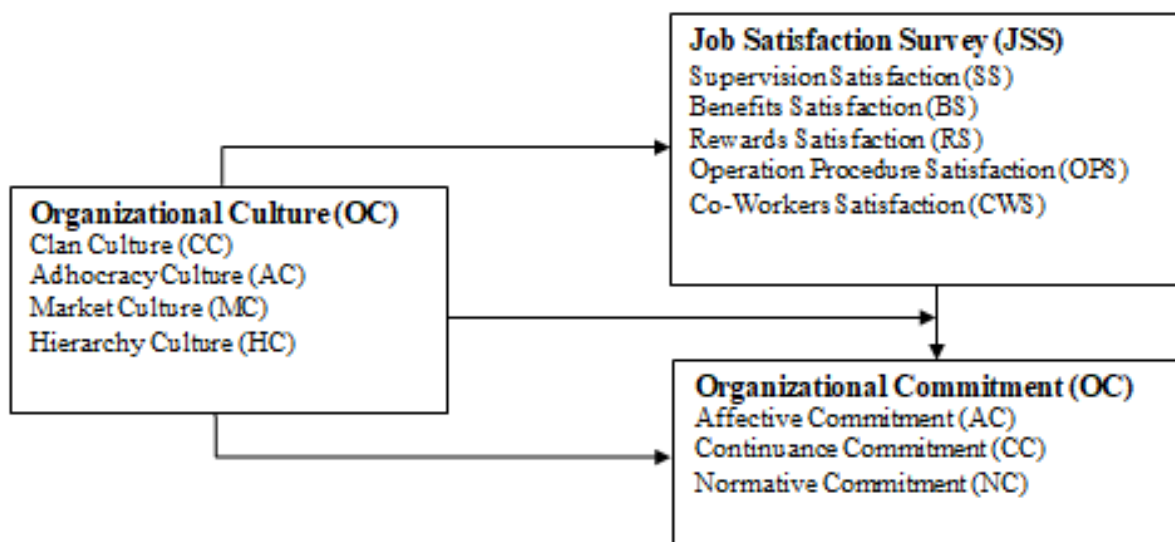 Job Satisfaction Survey (JSS)
Supervision Satisfaction (SS)
Benefits Satisfaction (BS)
Rewards Satisfaction (RS)
Operation Procedure Satisfaction (OPS)
Co-Workers Satisfaction (CWS)
Organizational Culture (OC)
Clan Culture (CC)
Adhocracy Culture (AC)
Market Culture (MC)
Hierarchy Culture (HC)
Organizational Commitment (OC)
Affective Commitment (AC)
Continuance Commitment (CC)
Normative Commitment (NC)